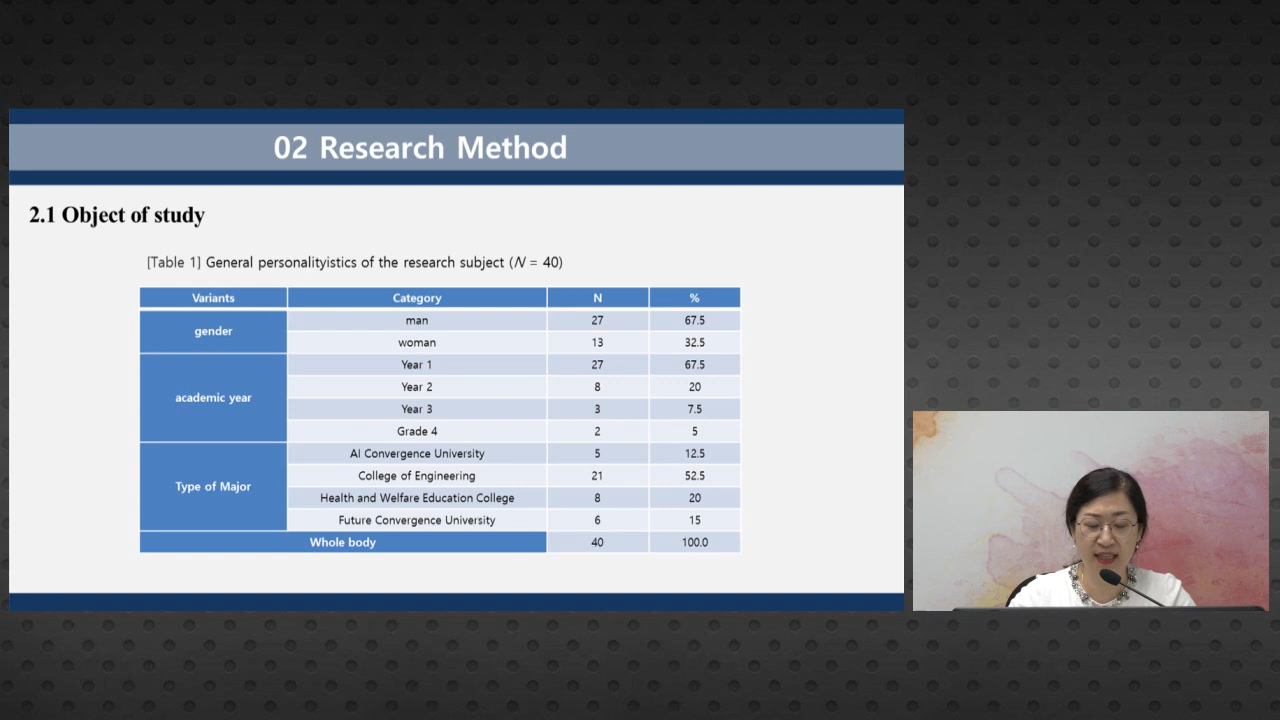 02 Research Method
2.1 Object of study
[Table 1] General personalityistics of the research subject (N = 40)
Variants Category N %
gender man 27 67.5
woman 13 32.5
academic year Year 1 27 67.5
Year 2 8 20
Year 3 3 7.5
Grade 4 2 5
Type of Major AI Convergence University 5 12.5
College of Engineering 21 52.5
Health and Welfare Education College 8 20
Future Convergence University 6 15
Whole body 40 100.0